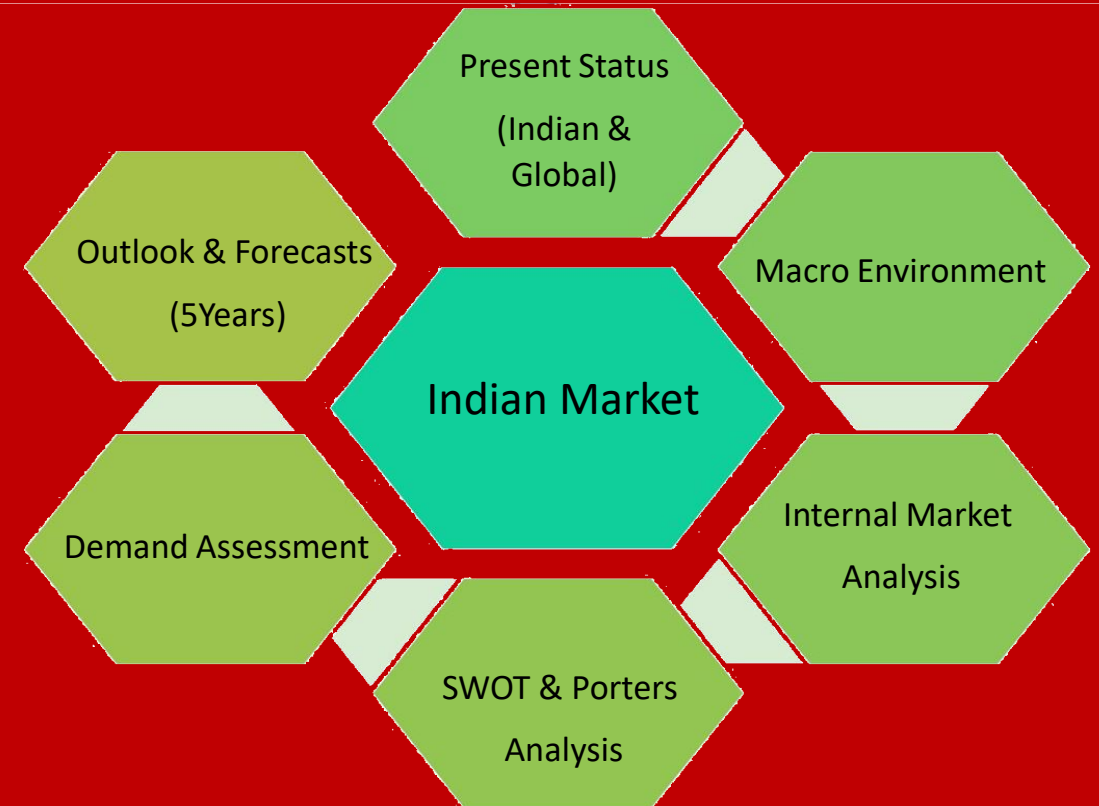 Present Status
(Indian &
Global)
Macro Environment
Internal Market
Analysis
SWOT & Porters
Analysis
Demand Assessment
Outlook & Forecasts
(5Years)
Indian Market